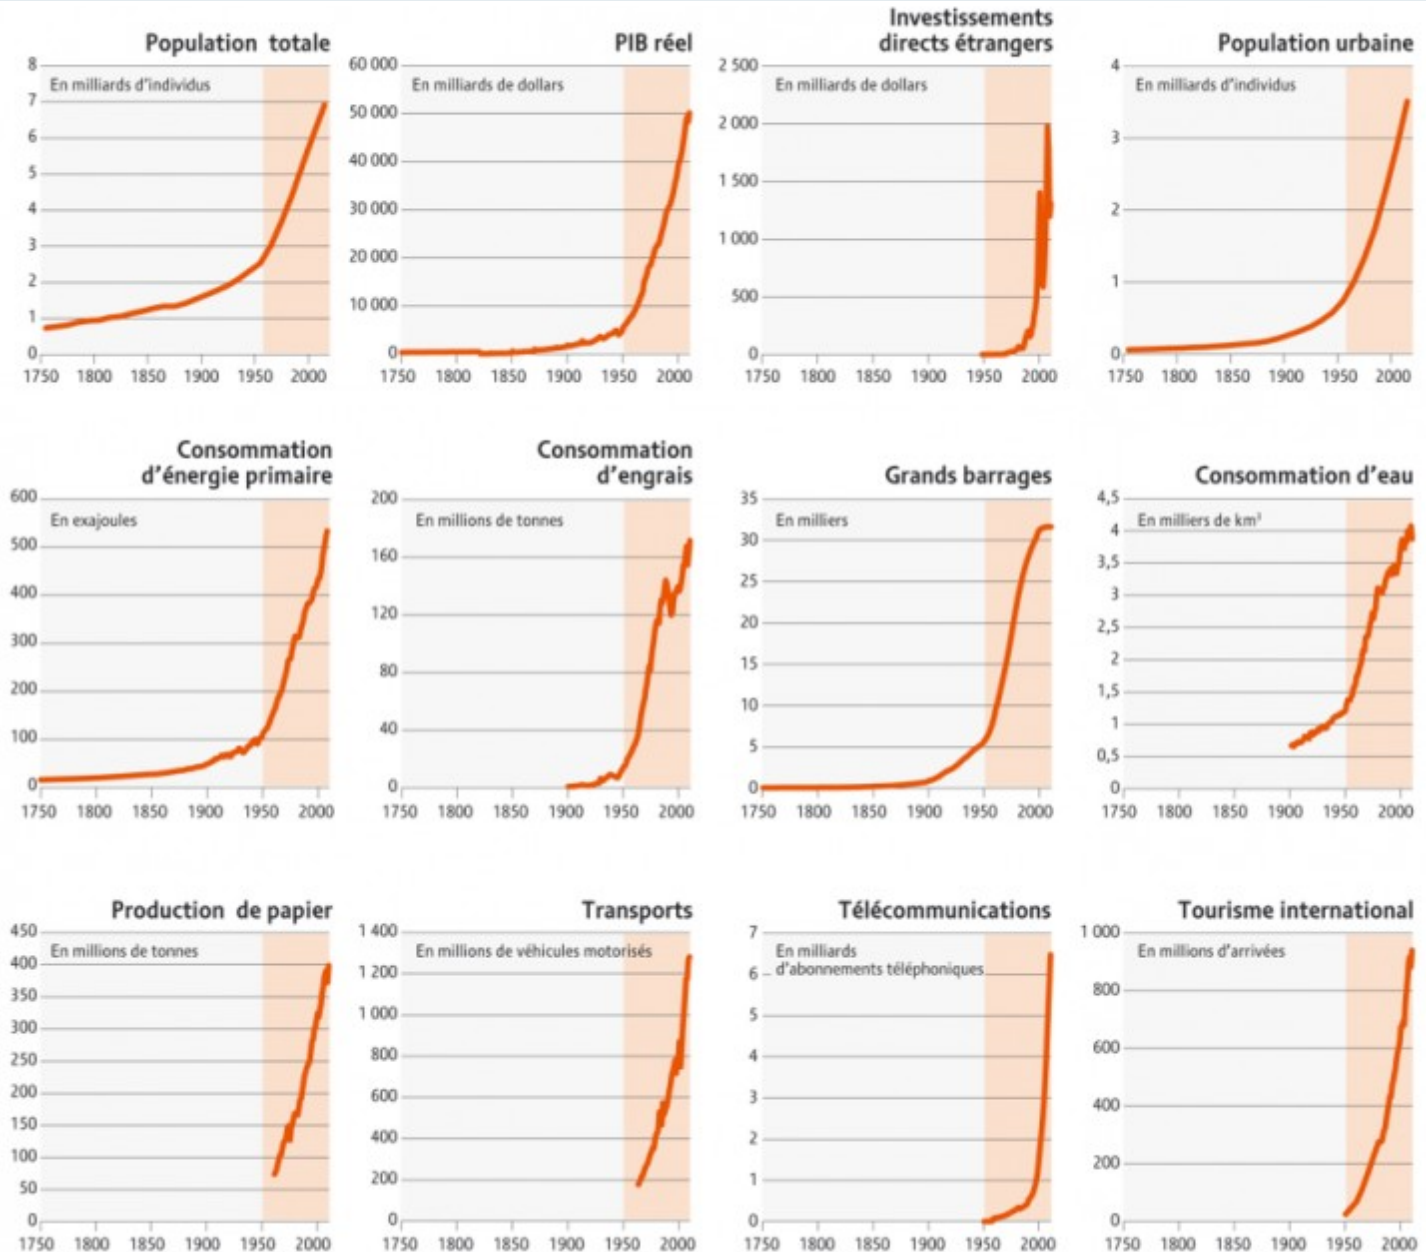 Population totale
En milliards d'individus
8
7
6
5
4
3
2
1
0
1750 1800 1850 1900 1950 2000
PIB réel
En milliards de dollars
60 000
50 000
40 000
30 000
20 000
10 000
0
1750 1800 1850 1900 1950 2000
Investissements
directs étrangers
En milliards de dollars
2 500
2 000
1 500
1 000
500
0
1750 1800 1850 1900 1950 2000
Population urbaine
En milliards d'individus
4
3
2
1
0
1750 1800 1850 1900 1950 2000
Consommation
d'énergie primaire
En exajoules
600
500
400
300
200
100
0
1750 1800 1850 1900 1950 2000
Consommation
d'engrais
En millions de tonnes
200
160
120
80
40
0
1750 1800 1850 1900 1950 2000
Grands barrages
En milliers
35
30
25
20
15
10
5
0
1750 1800 1850 1900 1950 2000
Consommation d'eau
En milliers de km³
4,5
4
3,5
3
2,5
2
1,5
1
0,5
0
1750 1800 1850 1900 1950 2000
Production de papier
En millions de tonnes
450
400
350
300
250
200
150
100
50
0
1750 1800 1850 1900 1950 2000
Transports
En millions de véhicules motorisés
1 400
1 200
1 000
800
600
400
200
0
1750 1800 1850 1900 1950 2000
Télécommunications
En milliards
d'abonnements téléphoniques
7
6
5
4
3
2
1
0
1750 1800 1850 1900 1950 2000
Tourisme international
En millions d'arrivées
1 000
800
600
400
200
0
1750 1800 1850 1900 1950 2000